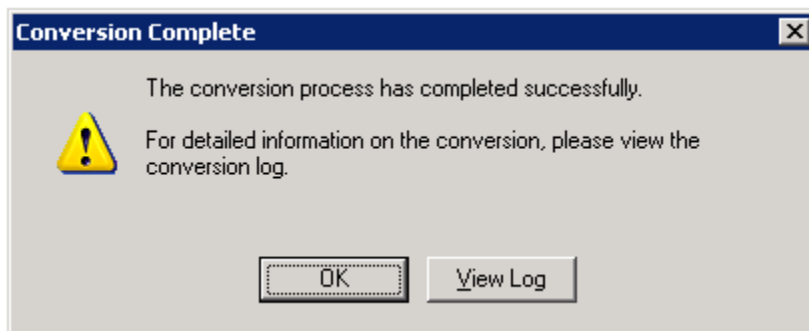 Conversion Complete
The conversion process has completed successfully.
For detailed information on the conversion, please view the
conversion log.
OK
View Log